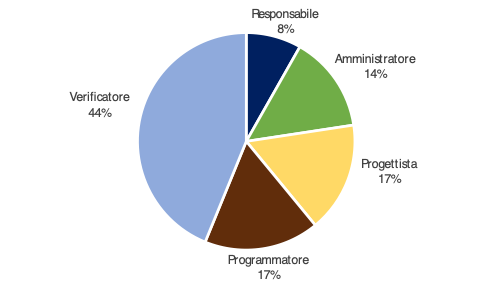 Responsabile
8%
Amministratore
14%
Verificatore
44%
Progettista
17%
Programmatore
17%